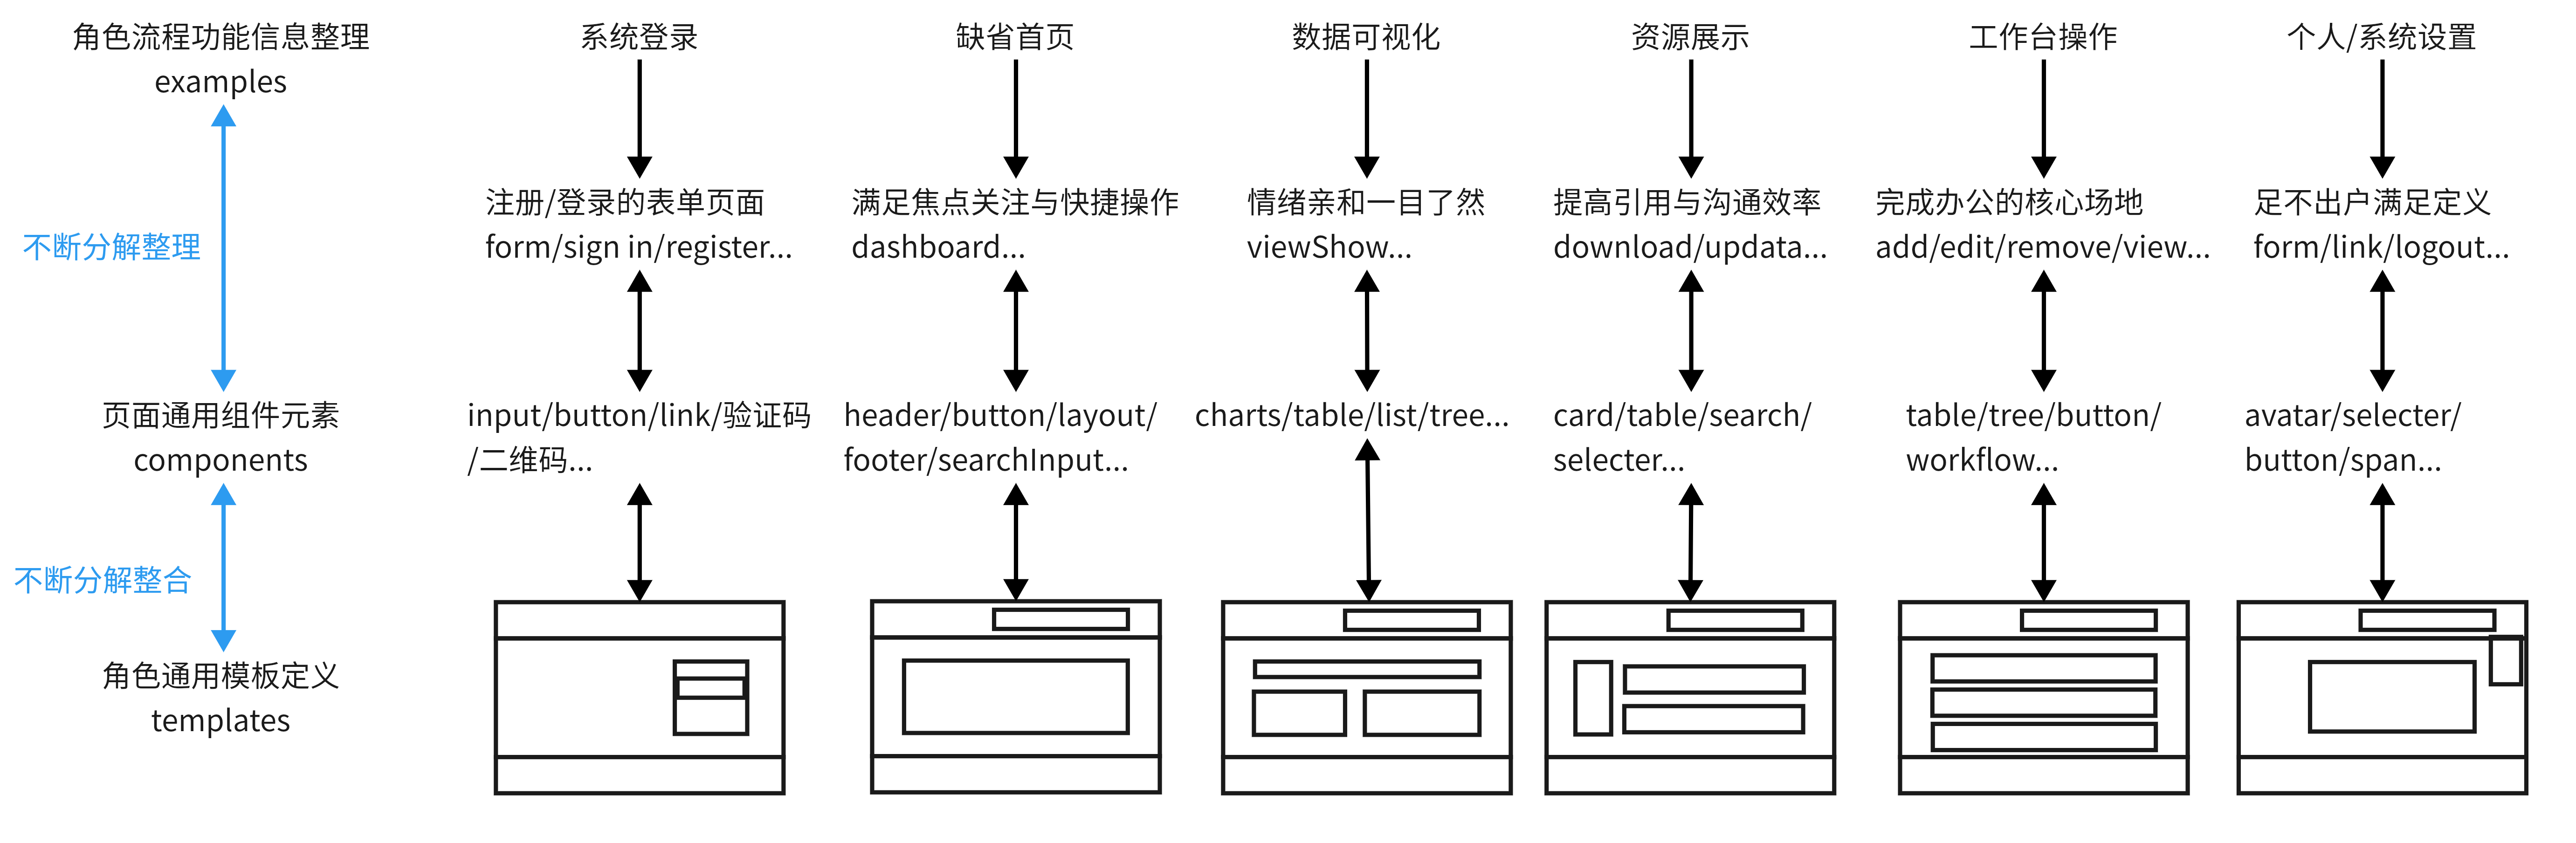 角色流程功能信息整理
examples
系统登录
缺省首页
数据可视化
资源展示
工作台操作
个人/系统设置
不断分解整理
注册/登录的表单页面
form/sign in/register...
满足焦点关注与快捷操作
dashboard...
情绪亲和一目了然
viewShow...
提高引用与沟通效率
download/updata...
完成办公的核心场地
add/edit/remove/view...
足不出户满足定义
form/link/logout...
页面通用组件元素
components
input/button/link/验证码
/二维码...
header/button/layout/
footer/searchInput...
charts/table/list/tree...
card/table/search/
selecter...
table/tree/button/
workflow...
avatar/selecter/
button/span...
不断分解整合
角色通用模板定义
templates